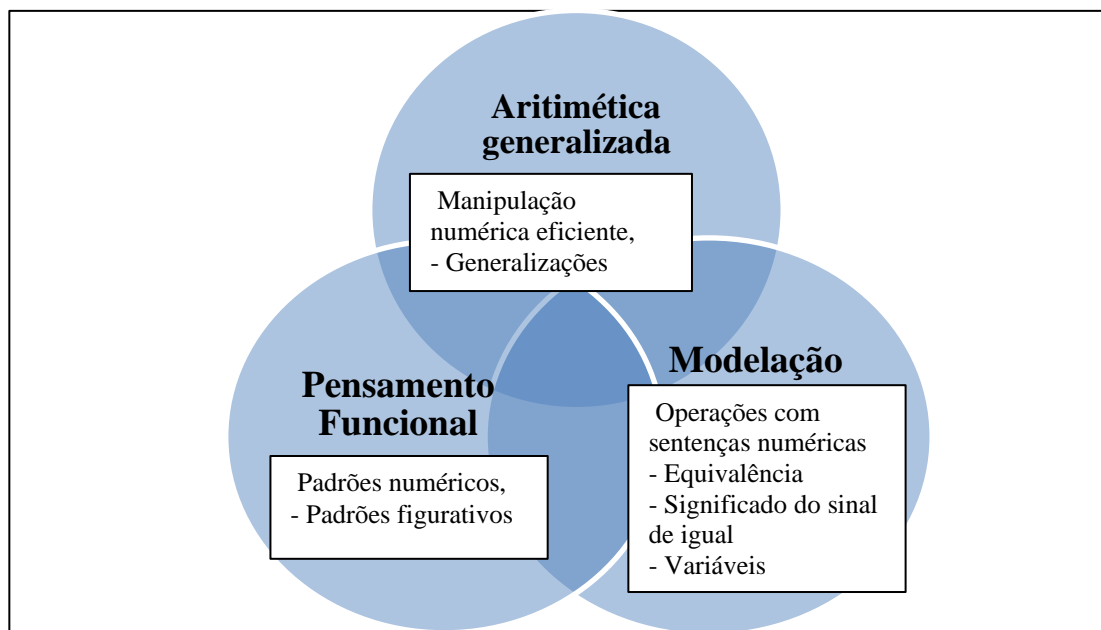 Aritimética
generalizada
Manipulação
numérica eficiente,
- Generalizações
Pensamento
Funcional
Padrões numéricos,
- Padrões figurativos
Modelação
Operações com
sentenças numéricas
- Equivalência
- Significado do sinal
de igual
- Variáveis